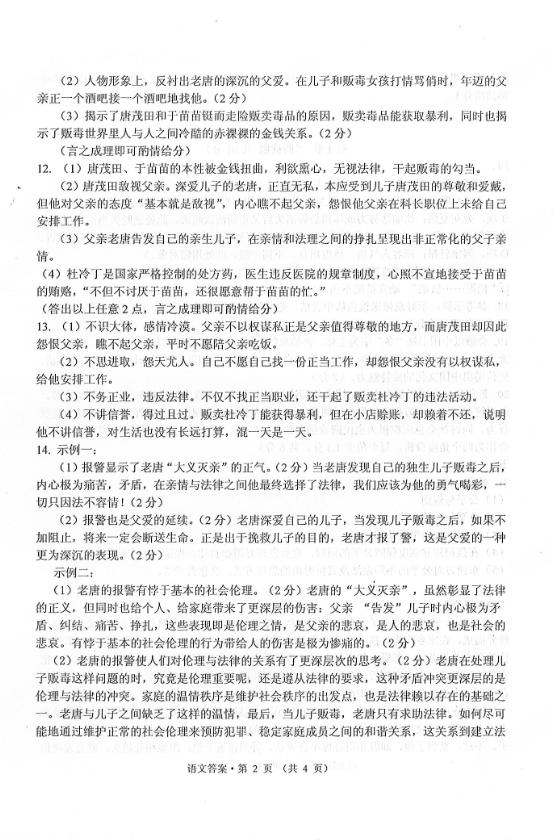 （2）人物形象上，反衬出老唐的深沉的父爱。在儿子和贩毒女孩打情骂俏时，年迈的父
亲正一个酒吧接一个酒吧地找他。（2 分）
（3）揭示了唐茂田和于苗苗铤而走险贩卖毒品的原因，贩卖毒品能获取暴利，同时也揭
示了贩毒世界里人与人之间冷酷的赤裸裸的金钱关系。（2 分）
（言之成理即可酌情给分）
12. （1）唐茂田、于苗苗的本性被金钱扭曲，利欲熏心，无视法律，干起贩毒的勾当。
（2）唐茂田敌视父亲。深爱儿子的老唐，正直无私，本应受到儿子唐茂田的尊敬和爱戴，
但他对父亲的态度“基本就是敌视”，内心瞧不起父亲，怨恨他父亲在科长职位上未给自己
安排工作。
（3）父亲老唐告发自己的亲生儿子，在亲情和法理之间的挣扎呈现出非正常化的父子亲
情。
（4）杜冷丁是国家严格控制的处方药，医生违反医院的规章制度，心照不宣地接受于苗苗
的贿赂，“不但不讨厌于苗苗，还很愿意帮于苗苗的忙。”
（答出以上任意 2 点，言之成理即可酌情给分）
13. （1）不识大体，感情冷漠。父亲不以权谋私正是父亲值得尊敬的地方，而唐茂田却因此
怨恨父亲，瞧不起父亲，平时不愿陪父亲吃饭。
（2）不思进取，怨天尤人。自己不愿自己找一份正当工作，却怨恨父亲没有以权谋私，
给他安排工作。
（3）不务正业，违反法律。不仅不找正当职业，还干起了贩卖杜冷丁的违法活动。
（4）不讲信誉，得过且过。贩卖杜冷丁能获得暴利，但在小店赊账，却赖着不还，说明
他不讲信誉，对生活也没有长远打算，混一天是一天。
14. 示例一：
（1）报警显示了老唐“大义灭亲”的正气。（2 分）当老唐发现自己的独生儿子贩毒之后，
内心极为痛苦，矛盾，在亲情与法律之间他最终选择了法律，我们应该为他的勇气喝彩，一
切只因法不容情！（2 分）
（2）报警也是父爱的延续。（2 分）老唐深爱自己的儿子，当发现儿子贩毒之后，如果不
加阻止，将来一定会断送生命。正是出于挽救儿子的目的，老唐才报了警，这是父爱的一种
更为深沉的表现。（2 分）
示例二：
（1）老唐的报警有悖于基本的社会伦理。（2 分）老唐的“大义灭亲”，虽然彰显了法律
的正义，但同时也给个人、给家庭带来了更深层的伤害：父亲 “告发”儿子时内心极为矛
盾、纠结、痛苦、挣扎，这些表现即是伦理之情，是父亲的悲哀，是人的悲哀，也是社会的
悲哀。有悖于基本的社会伦理的行为带给人的伤害是极为惨痛的。（2 分）
（2）老唐的报警使人们对伦理与法律的关系有了更深层次的思考。（2 分）老唐在处理儿
子贩毒这样问题的时，究竟是伦理重要呢，还是遵从法律的要求，这种矛盾冲突更深层的是
伦理与法律的冲突。家庭的温情秩序是维护社会秩序的出发点，也是法律赖以存在的基础之
一。老唐与儿子之间缺乏了这样的温情，最后，当儿子贩毒，老唐只有求助法律。如何尽可
能地通过维护正常的社会伦理来预防犯罪、稳定家庭成员之间的和谐关系，这关系到建立法
语文答案·第 2 页 （共 4 页）